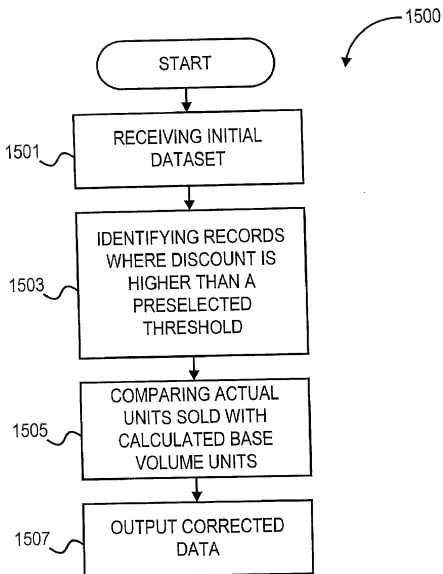 1500
START
1501
RECEIVING INITIAL
DATASET
1503
IDENTIFYING RECORDS
WHERE DISCOUNT IS
HIGHER THAN A
PRESELECTED
THRESHOLD
1505
COMPARING ACTUAL
UNITS SOLD WITH
CALCULATED BASE
VOLUME UNITS
1507
OUTPUT CORRECTED
DATA